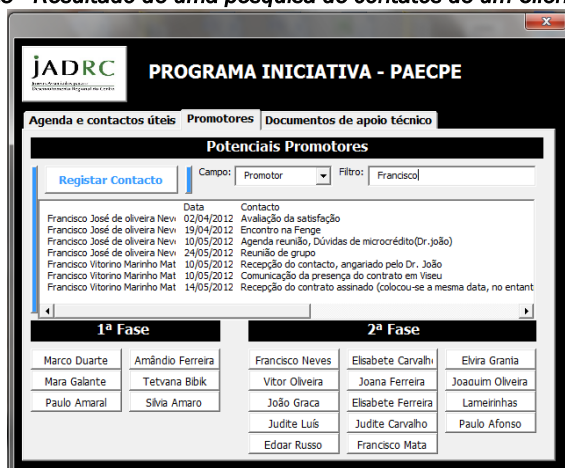 Resultado de uma pesquisa de contatos de um
x
JADRC
PROGRAMA INICIATIVA - PAECPE
Agenda e contactos úteis Promotores Documentos de apoio técnico
Potenciais Promotores
Registar Contacto Campo: Promotor Filtro: Francisco
Data Contacto
Francisco José de oliveira Neve 02/04/2012 Avaliação da satisfação
Francisco José de oliveira Neve 19/04/2012 Encontro na Fenge
Francisco José de oliveira Neve 10/05/2012 Agenda reunião, Dúvidas de microcrédito(Dr.joão)
Francisco José de oliveira Neve 24/05/2012 Reunião de grupo
Francisco Vitorino Marinho Mat 10/05/2012 Recepção do contacto, angariado pelo Dr. João
Francisco Vitorino Marinho Mat 10/05/2012 Comunicação da presença do contrato em Viseu
Francisco Vitorino Marinho Mat 14/05/2012 Recepção do contrato assinado (colocou-se a mesma data, no entant
1ª Fase 2ª Fase
Marco Duarte Amândio Ferreira Francisco Neves Elisabete Carvalh Elvira Grania
Mara Galante Tetyana Bibik Vitor Oliveira Joana Ferreira Joaquim Oliveira
Paulo Amaral Silvia Amaro João Graca Elisabete Ferreira Lameirinhas
Judite Luís Judite Carvalho Paulo Afonso
Edgar Russo Francisco Mata